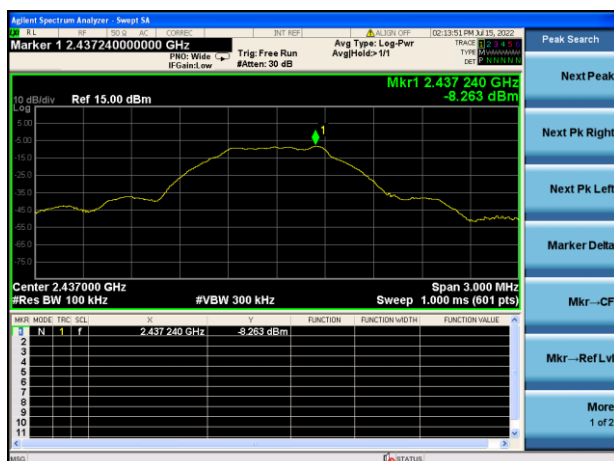 Agilent Spectrum Analyzer - Swept SA
RL RF 50 Ω AC CORREC INT REF ALIGN OFF 02:13:51 PM Jul 15, 2022
Marker 1 2.437240000000 GHz
PNO: Wide
IFGain:Low
Trig: Free Run
#Atten: 30 dB
Avg Type: Log-Pwr
Avg|Hold:>1/1
TRACE 1 2 3 4 5 6
TYPE M
DET P N N N N N
Peak Search
Mkr1 2.437 240 GHz
-8.263 dBm
10 dB/div Ref 15.00 dBm
Log
1
5.00
-5.00
-15.0
-25.0
-35.0
-45.0
-55.0
-65.0
-75.0
Center 2.437000 GHz Span 3.000 MHz
#Res BW 100 kHz #VBW 300 kHz Sweep 1.000 ms (601 pts)
MKR MODE TRC SCL X Y FUNCTION FUNCTION WIDTH FUNCTION VALUE
1 N 1 f 2.437 240 GHz -8.263 dBm
2
3
4
5
6
7
8
9
10
11
MSG STATUS
Next Peak
Next Pk Right
Next Pk Left
Marker Delta
Mkr→CF
Mkr→Ref Lvl
More
1 of 2